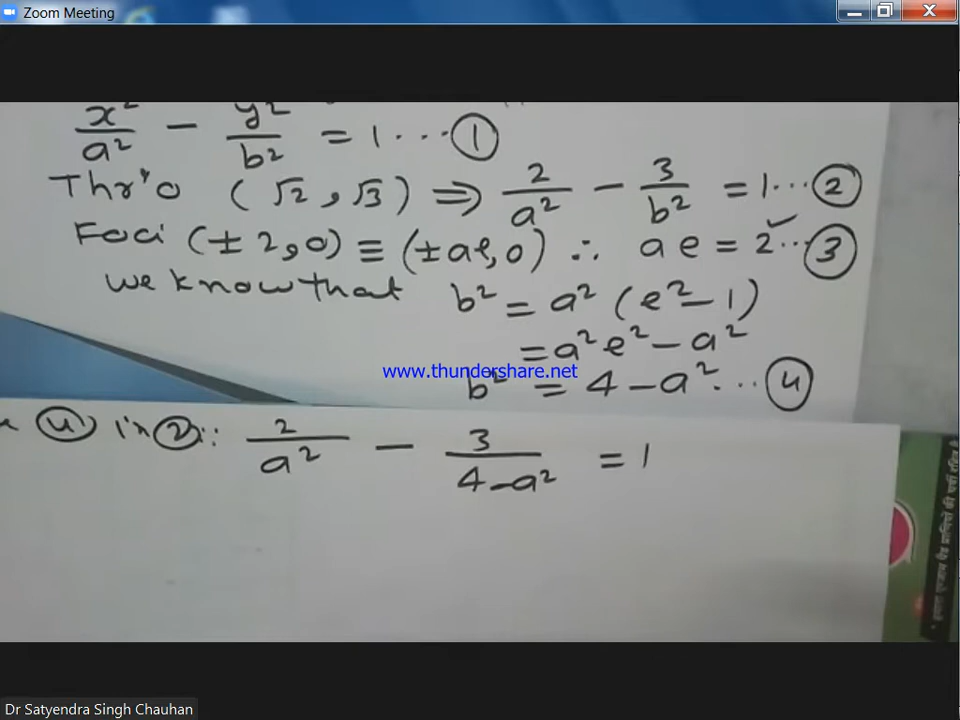 Zoom Meeting
x²/a² - y²/b² = 1 ... ①
Thr'o (√2, √3) ⇒ 2/a² - 3/b² = 1 ... ②
Foci (±2, 0) ≡ (±ae, 0) ∴ ae = 2 ✓ ... ③
we know that b² = a² (e² - 1)
= a²e² - a²
www.thundershare.net
b² = 4 - a² ... ④
④ in ② :: 2/a² - 3/(4-a²) = 1
Dr Satyendra Singh Chauhan